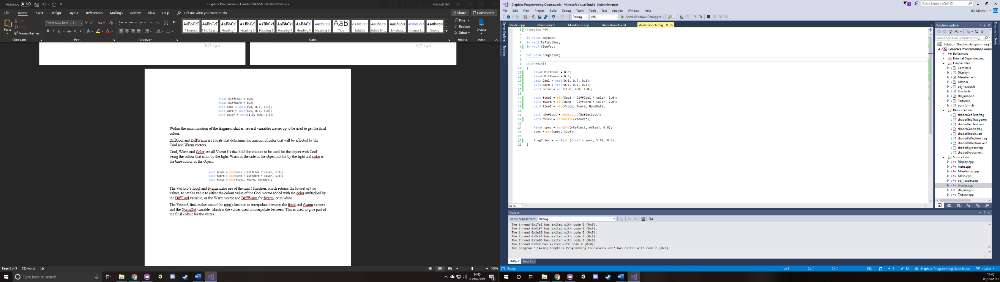 AutoSave Off
Graphics Programming Hand-In Bill Mitchell S1621554.docx
Mitchell, Bill
File Home Insert Design Layout References Mailings Review View Help Tell me what you want to do
Share Comments
Paste
Cut
Copy
Format Painter
Clipboard
Times New Rom 11
Font
Paragraph
AaBbCcI AaBbCcI AaBbCc AaBbCc AaBbCc AaBbCc AaBbCc AaBbCcD AaB AaBbCcD AaBbCcD AaBbCcD AaBbCcD AaBbCcD
¶ Normal ¶ No Spac... Heading 1 Heading 2 Heading 3 Heading 4 Heading 5 Heading 6 Title Subtitle Subtle Em... Emphasis Intense E... Strong
Styles
Find
Replace
Select
Editing
Dictate
Voice
3 | Page
4 | Page
float DiffCool = 0.6;
float DiffWarm = 0.3;
vec3 Cool = vec3(0.0, 0.7, 0.3);
vec3 Warm = vec3(0.4, 0.2, 0.0);
vec3 color = vec3(1.0, 0.0, 1.0);
Within the main function of the fragment shader, several variables are set up to be used to get the final
colour.
DiffCool and DiffWarm are Floats that determine the amount of color that will be affected by the
Cool and Warm vectors.
Cool, Warm and Color are all Vector3's that hold the colours to be used for the object with Cool
being the colour that is hit by the light, Warm is the side of the object not hit by the light and color is
the base colour of the object.
vec3 fcool = min(Cool + DiffCool * color, 1.0);
vec3 fwarm = min(Warm + DiffWarm * color, 1.0);
vec3 final = mix(fcool, fwarm, NormDot);
The Vector3's fcool and fwarm make use of the min() function, which returns the lowest of two
values, to set the value to either the colour value of the Cool vector added with the color multiplied by
the DiffCool variable, or the Warm vector and DiffWarm for fwarm, or to white.
The Vector3 final makes use of the mix() function to interpolate between the fcool and fwarm vectors
and the NormDot variable, which is the values used to interpolate between. This is used to give part of
the final colour for the vertex.
Page 5 of 5 723 words
100%
Type here to search
14:45
03/05/2019
Graphics Programming Coursework - Microsoft Visual Studio (Administrator)
Quick Launch (Ctrl+Q)
File Edit View Project Build Debug Team Tools Test Analyze Window Help
Bill Mitchell BM
Debug x86 Local Windows Debugger
Server Explorer
Toolbox
Shader.cpp MainGame.h MainGame.cpp shaderGooch.vert shaderGooch.frag
1 #version 400
2
3 in float NormDot;
4 in vec3 ReflectVec;
5 in vec3 ViewVec;
6
7 out vec4 FragColor;
8
9 void main()
10 {
11 float DiffCool = 0.6;
12 float DiffWarm = 0.3;
13 vec3 Cool = vec3(0.0, 0.7, 0.3);
14 vec3 Warm = vec3(0.4, 0.2, 0.0);
15 vec3 color = vec3(1.0, 0.0, 1.0);
16
17 vec3 fcool = min(Cool + DiffCool * color, 1.0);
18 vec3 fwarm = min(Warm + DiffWarm * color, 1.0);
19 vec3 final = mix(fcool, fwarm, NormDot);
20
21 vec3 nReflect = normalize(ReflectVec);
22 vec3 nView = normalize(ViewVec);
23
24 float spec = max(dot(nReflect, nView), 0.0);
25 spec = pow(spec, 32.0);
26
27 FragColor = vec4(min(final + spec, 1.0), 0.5);
28 }
96 %
Output
Show output from: Debug
The thread 0x17a8 has exited with code 0 (0x0).
The thread 0x41f4 has exited with code 0 (0x0).
The thread 0x2e10 has exited with code 0 (0x0).
The thread 0x2c44 has exited with code 0 (0x0).
The thread 0x1a88 has exited with code 0 (0x0).
The thread 0x2c8 has exited with code 0 (0x0).
The program '[14276] Graphics Programming Coursework.exe' has exited with code 0 (0x0).
Output Error List
Solution Explorer
Search Solution Explorer (Ctrl+;)
Solution 'Graphics Programming C
Graphics Programming Course
References
External Dependencies
Header Files
Camera.h
Display.h
MainGame.h
Mesh.h
obj_loader.h
Shader.h
stb_image.h
Texture.h
transform.h
Resource Files
shaderGeoText.frag
shaderGeoText.geom
shaderGeoText.vert
shaderGooch.frag
shaderGooch.vert
shaderReflection.frag
shaderReflection.vert
shaderSkybox.frag
shaderSkybox.vert
Source Files
Display.cpp
main.cpp
MainGame.cpp
Mesh.cpp
obj_loader.cpp
Shader.cpp
stb_image.c
Texture.cpp
Diagnostic Tools
Ready Ln 8 Col 1 Ch 1 INS 1 32 Graphics-Programming-Submission master
14:45
03/05/2019